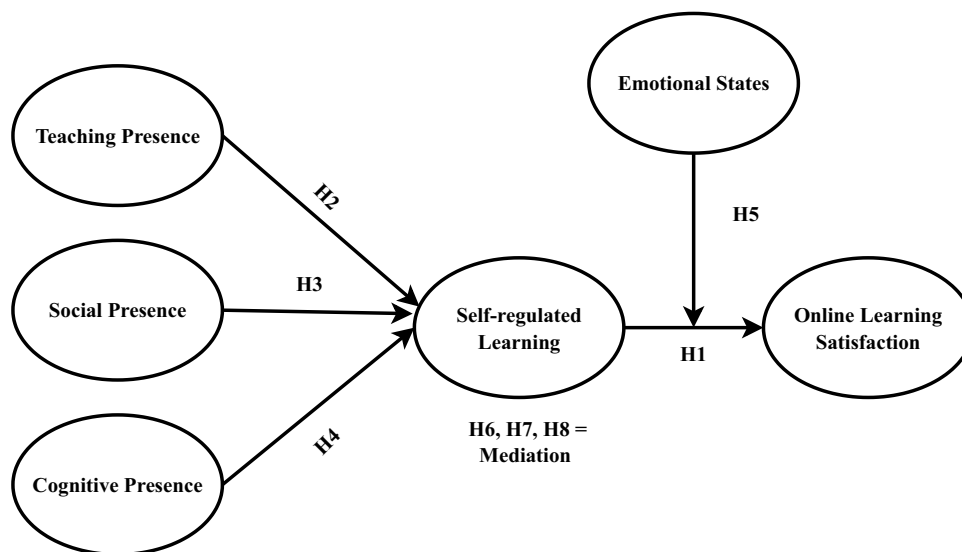 Emotional States
Teaching Presence
H2
H5
H3
Social Presence
Self-regulated
Learning
Online Learning
Satisfaction
H1
H4
H6, H7, H8 =
Mediation
Cognitive Presence